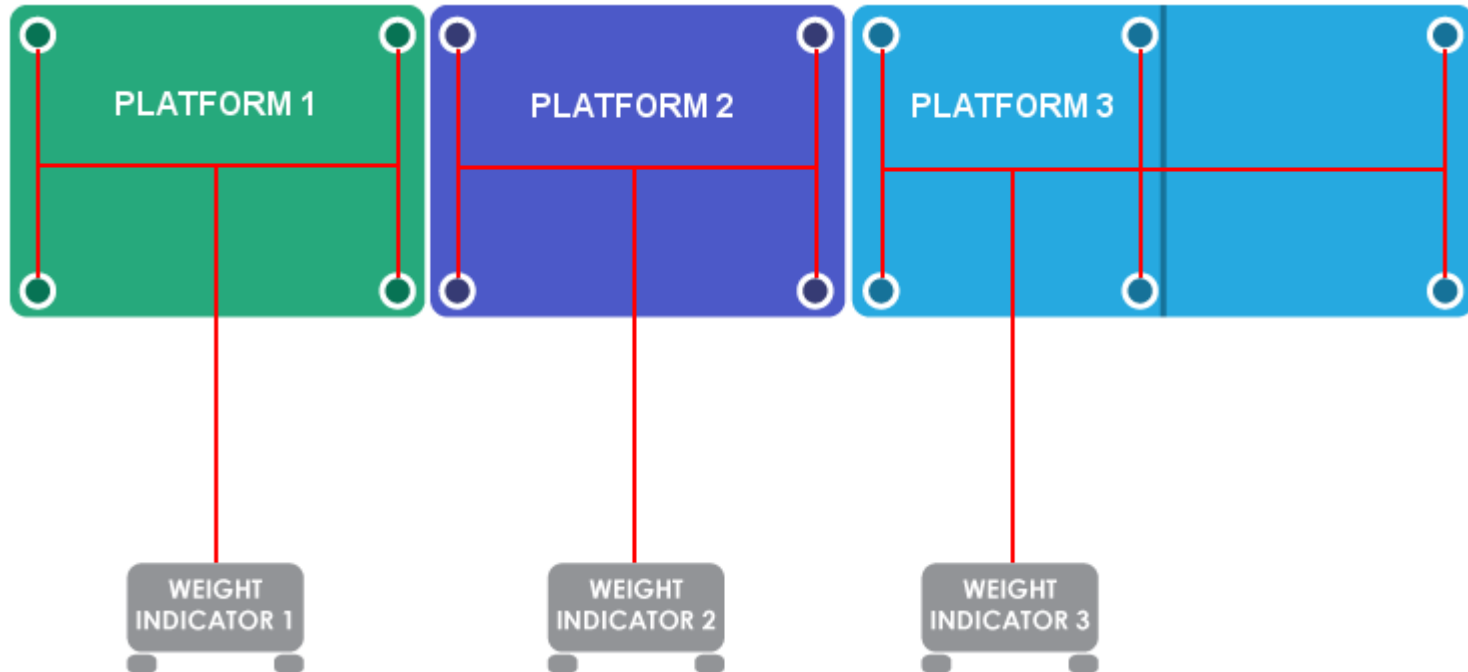 PLATFORM 1
PLATFORM 2
PLATFORM 3
WEIGHT
INDICATOR 1
WEIGHT
INDICATOR 2
WEIGHT
INDICATOR 3